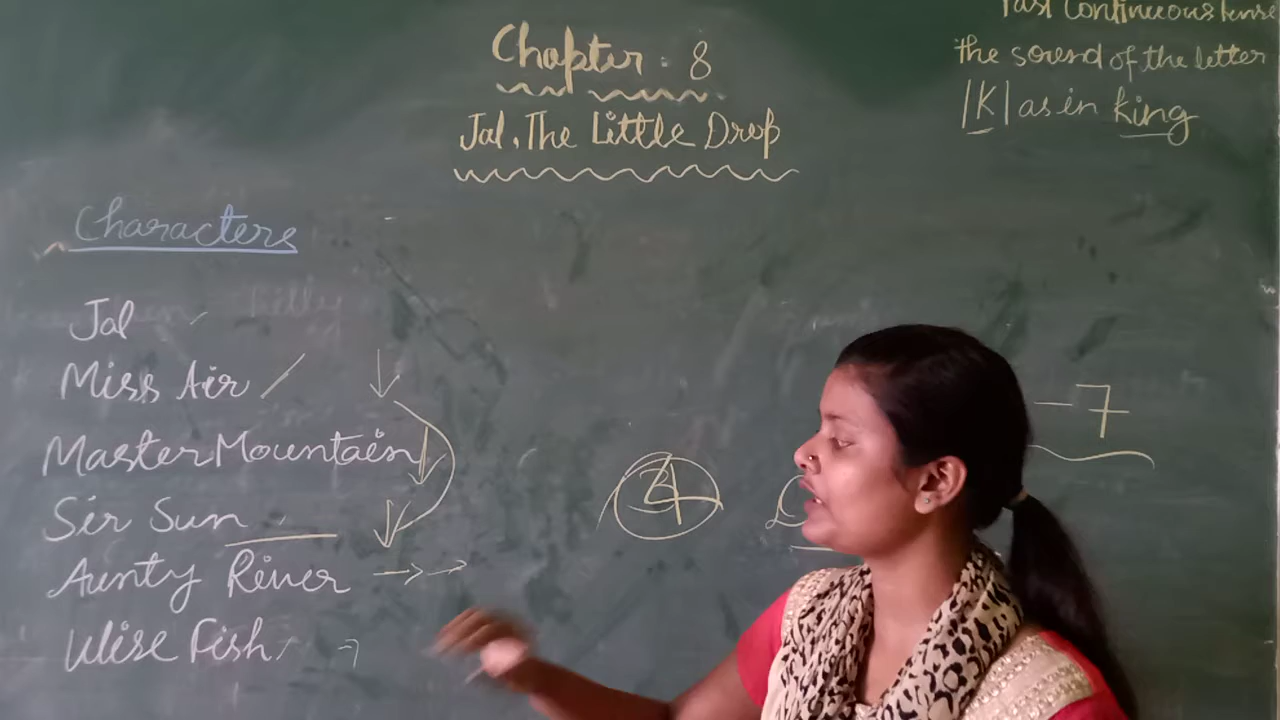 Chapter. 8
Jal, The Little Drop
Past Continuous tense
the sound of the letter
|K| as in king
Characters
Jal
Miss Air
Master Mountain
Sir Sun
Aunty River
Wise Fish
4
-7